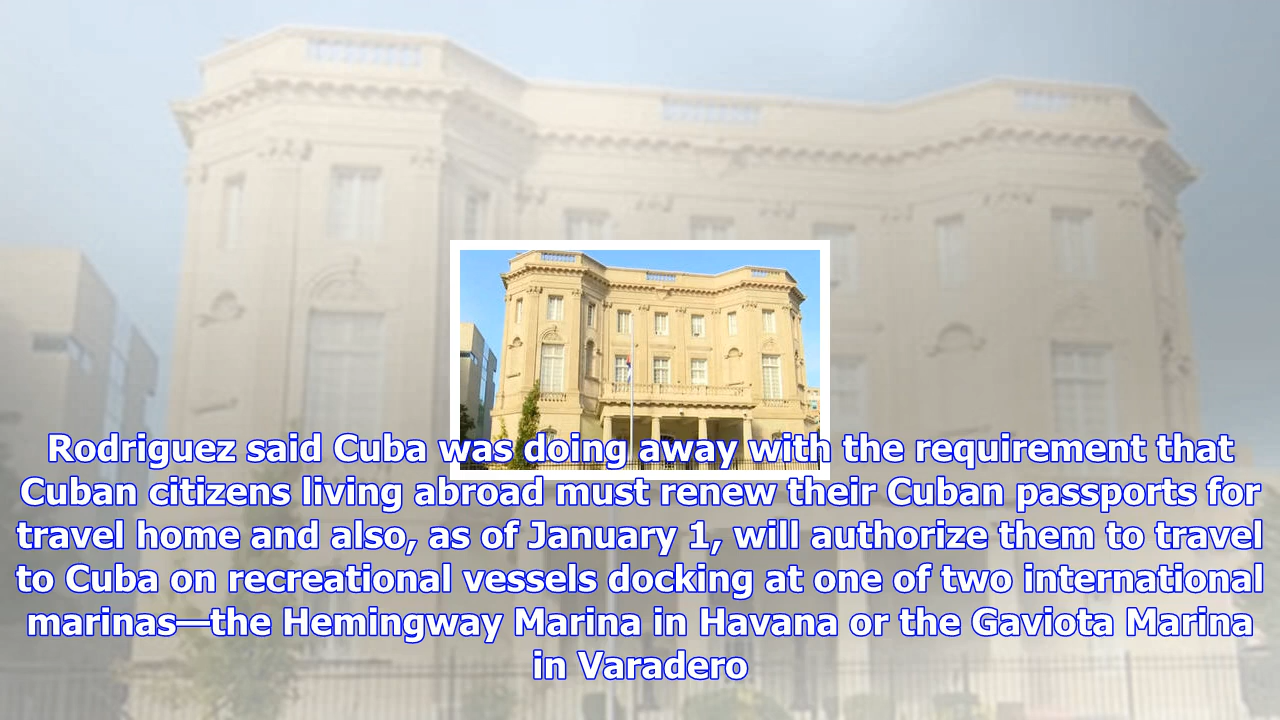 Rodriguez said Cuba was doing away with the requirement that
Cuban citizens living abroad must renew their Cuban passports for
travel home and also, as of January 1, will authorize them to travel
to Cuba on recreational vessels docking at one of two international
marinas—the Hemingway Marina in Havana or the Gaviota Marina
in Varadero